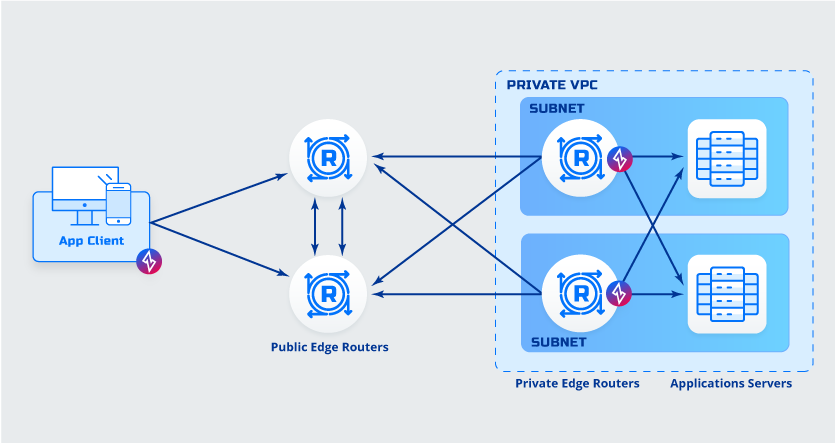 PRIVATE VPC
SUBNET
R
R
App Client
R
R
SUBNET
Public Edge Routers
Private Edge Routers
Applications Servers